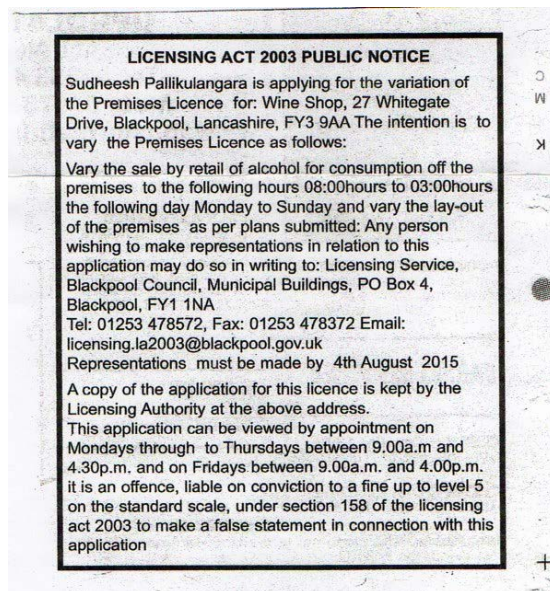 LICENSING ACT 2003 PUBLIC NOTICE
Sudheesh Pallikulangara is applying for the variation of
the Premises Licence for: Wine Shop, 27 Whitegate
Drive, Blackpool, Lancashire, FY3 9AA The intention is to
vary the Premises Licence as follows:
Vary the sale by retail of alcohol for consumption off the
premises to the following hours 08:00hours to 03:00hours
the following day Monday to Sunday and vary the lay-out
of the premises as per plans submitted: Any person
wishing to make representations in relation to this
application may do so in writing to: Licensing Service,
Blackpool Council, Municipal Buildings, PO Box 4,
Blackpool, FY1 1NA
Tel: 01253 478572, Fax: 01253 478372 Email:
licensing.la2003@blackpool.gov.uk
Representations must be made by 4th August 2015
A copy of the application for this licence is kept by the
Licensing Authority at the above address.
This application can be viewed by appointment on
Mondays through to Thursdays between 9.00a.m and
4.30p.m. and on Fridays between 9.00a.m. and 4.00p.m.
it is an offence, liable on conviction to a fine up to level 5
on the standard scale, under section 158 of the licensing
act 2003 to make a false statement in connection with this
application
C
M
K